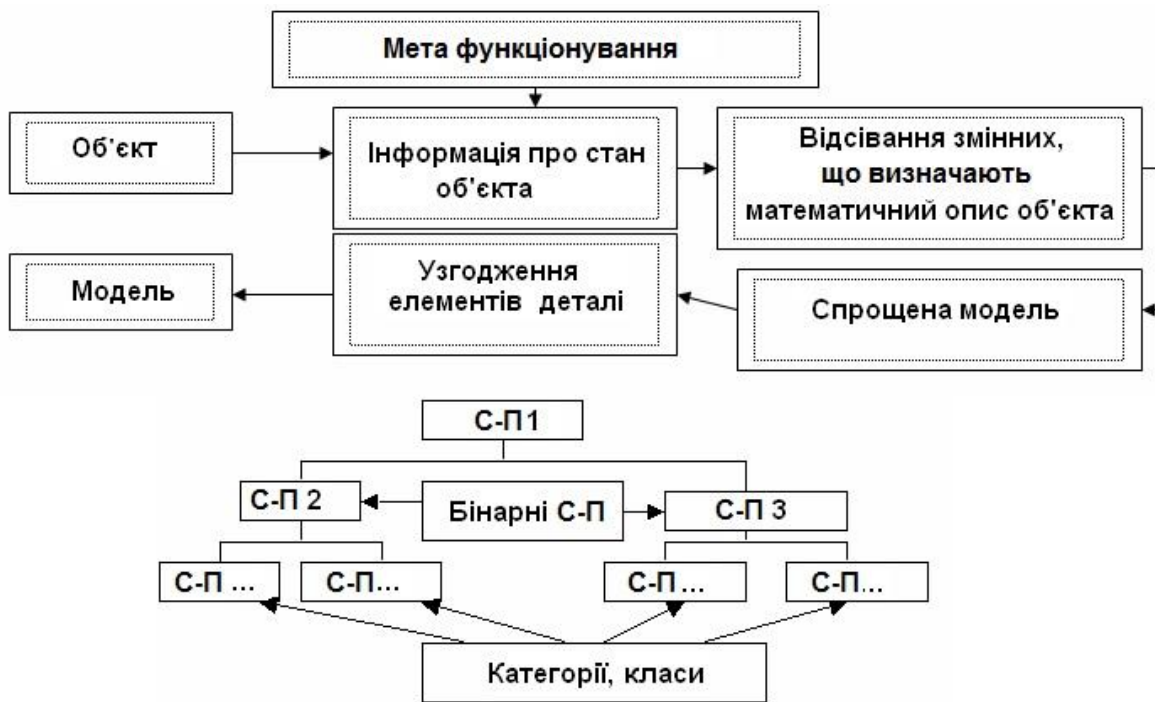 Мета функціонування
Об'єкт
Інформація про стан
об'єкта
Відсівання змінних,
що визначають
математичний опис об'єкта
Модель
Узгодження
елементів деталі
Спрощена модель
С-П 1
С-П 2
Бінарні С-П
С-П 3
С-П ...
С-П...
С-П...
С-П...
Категорії, класи